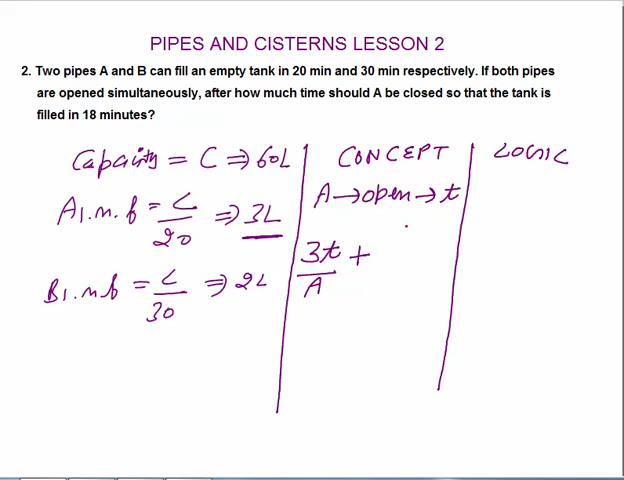 PIPES AND CISTERNS LESSON 2
2. Two pipes A and B can fill an empty tank in 20 min and 30 min respectively. If both pipes
are opened simultaneously, after how much time should A be closed so that the tank is
filled in 18 minutes?
Capacity = C ⇒ 60L
A1.m.f = C/20 ⇒ 3L
B1.m.f = C/30 ⇒ 2L
CONCEPT
A → open → t
3t/A +
LOGIC